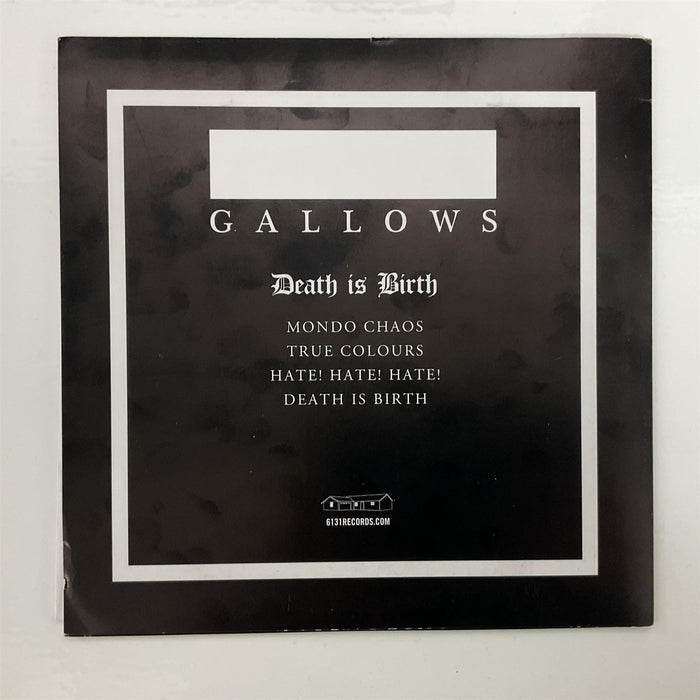 GALLOWS
Death is Birth
MONDO CHAOS
TRUE COLOURS
HATE! HATE! HATE!
DEATH IS BIRTH
6131RECORDS.COM